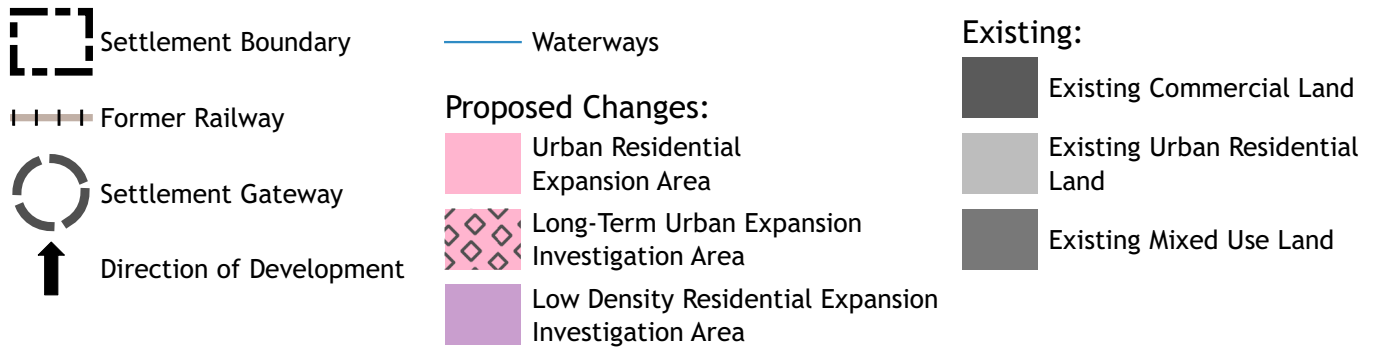 Settlement Boundary
Former Railway
Settlement Gateway
Direction of Development
Waterways
Proposed Changes:
Urban Residential
Expansion Area
Long-Term Urban Expansion
Investigation Area
Low Density Residential Expansion
Investigation Area
Existing:
Existing Commercial Land
Existing Urban Residential
Land
Existing Mixed Use Land